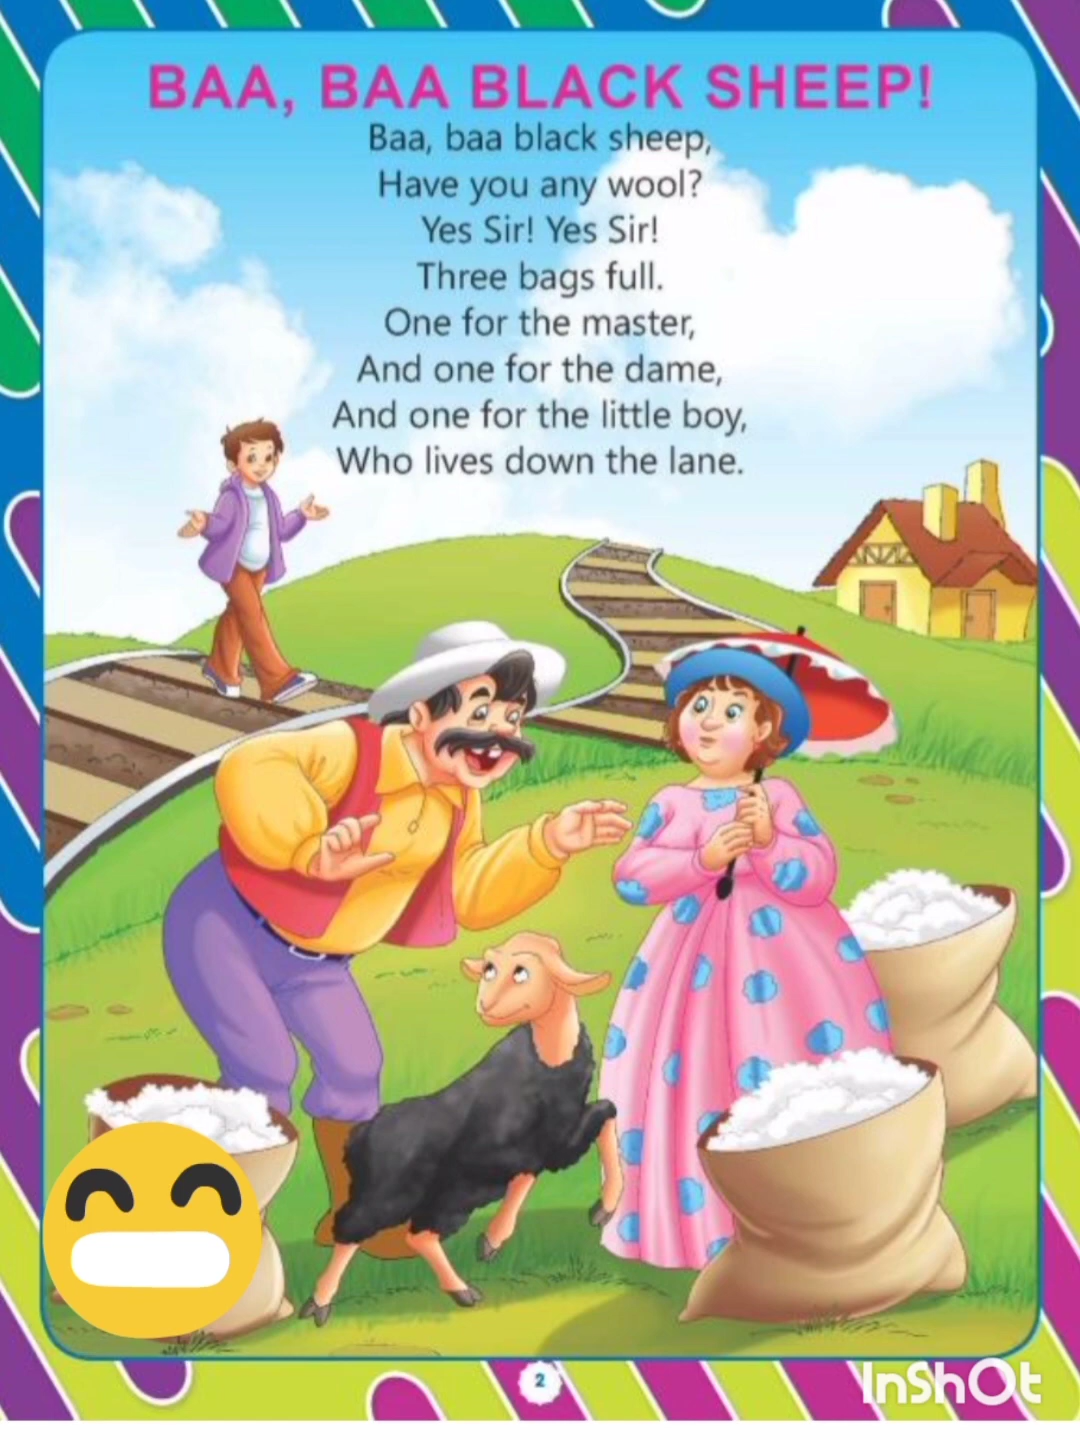 BAA, BAA BLACK SHEEP!
Baa, baa black sheep,
Have you any wool?
Yes Sir! Yes Sir!
Three bags full.
One for the master,
And one for the dame,
And one for the little boy,
Who lives down the lane.
2
InShOt